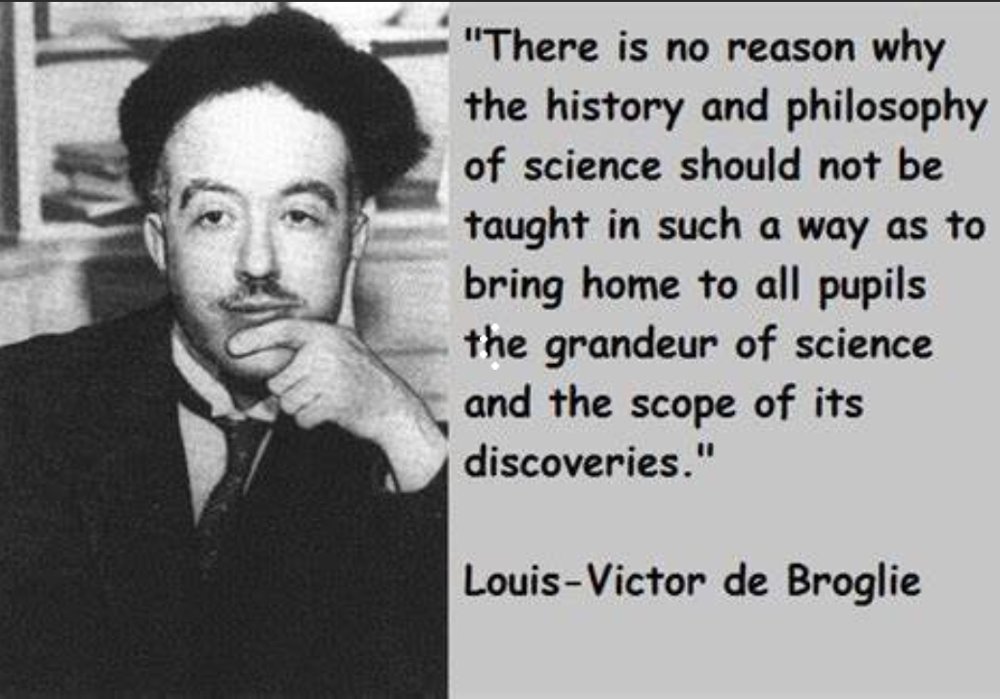 "There is no reason why
the history and philosophy
of science should not be
taught in such a way as to
bring home to all pupils
the grandeur of science
and the scope of its
discoveries."
Louis-Victor de Broglie